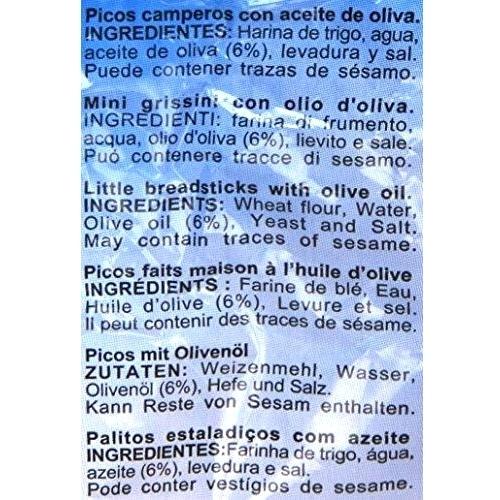 Picos camperos con aceite de oliva.
INGREDIENTES: Harina de trigo, agua,
aceite de oliva (6%), levadura y sal.
Puede contener trazas de sésamo.
Mini grissini con olio d'oliva.
INGREDIENTI: farina di frumento,
acqua, olio d'oliva (6%), lievito e sale.
Puó contenere tracce di sesamo.
Little breadsticks with olive oil.
INGREDIENTS: Wheat flour, Water,
Olive oil (6%), Yeast and Salt.
May contain traces of sesame.
Picos faits maison à l'huile d'olive
INGRÉDIENTS : Farine de blé, Eau,
Huile d'olive (6%), Levure et sel.
Il peut contenir des traces de sésame.
Picos mit Olivenöl
ZUTATEN: Weizenmehl, Wasser,
Olivenöl (6%), Hefe und Salz.
Kann Reste von Sesam enthalten.
Palitos estaladiços com azeite
INGREDIENTES:Farinha de trigo, água,
azeite (6%), levedura e sal.
Pode conter vestígios de sesame.